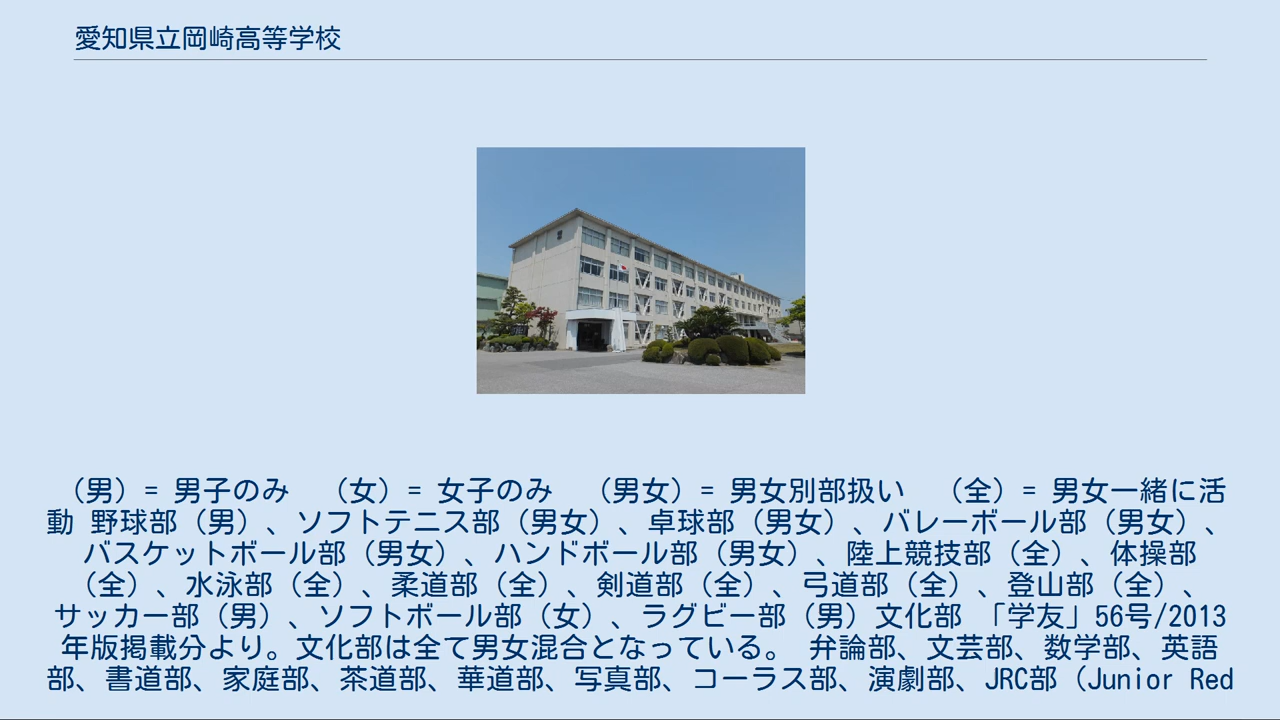 愛知県立岡崎高等学校
（男）= 男子のみ　（女）= 女子のみ　（男女）= 男女別部扱い　（全）= 男女一緒に活
動 野球部（男）、ソフトテニス部（男女）、卓球部（男女）、バレーボール部（男女）、
バスケットボール部（男女）、ハンドボール部（男女）、陸上競技部（全）、体操部
（全）、水泳部（全）、柔道部（全）、剣道部（全）、弓道部（全）、登山部（全）、
サッカー部（男）、ソフトボール部（女）、ラグビー部（男）文化部 「学友」56号/2013
年版掲載分より。文化部は全て男女混合となっている。 弁論部、文芸部、数学部、英語
部、書道部、家庭部、茶道部、華道部、写真部、コーラス部、演劇部、JRC部（Junior Red